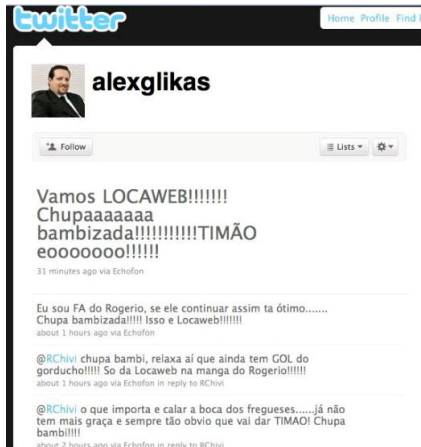 twitter
Home Profile Find
alexglikas
Follow
Lists
Vamos LOCAWEB!!!!!!!
Chupaaaaaaa
bambizada!!!!!!!!!!!TIMÃO
eooooooo!!!!!!
31 minutes ago via Echofon
Eu sou FA do Rogerio, se ele continuar assim ta ótimo.......
Chupa bambizada!!!!! Isso e Locaweb!!!!!!!
about 1 hours ago via Echofon
@RChivi chupa bambi, relaxa aí que ainda tem GOL do
gorducho!!!!! So da Locaweb na manga do Rogerio!!!!!!
about 1 hours ago via Echofon in reply to RChivi
@RChivi o que importa e calar a boca dos fregueses......já não
tem mais graça e sempre tão obvio que vai dar TIMAO! Chupa
bambi!!!!
about 2 hours ago via Echofon in reply to RChivi